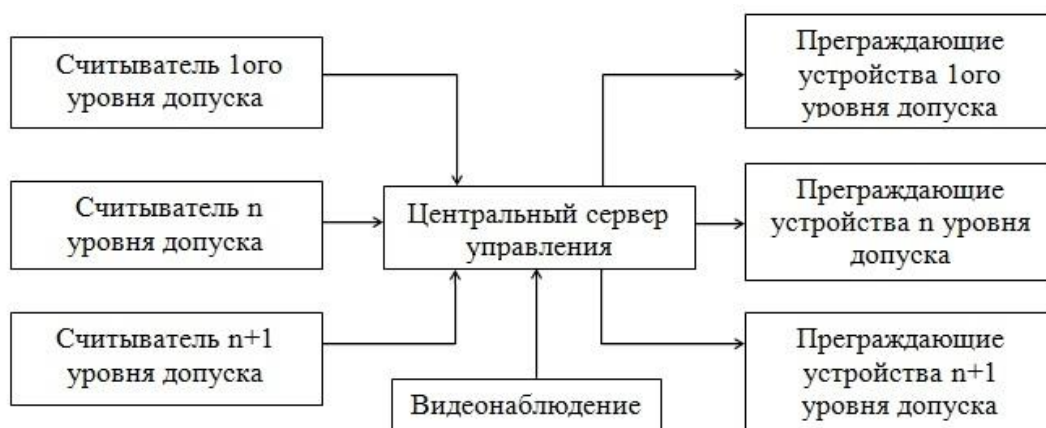 Считыватель 1ого
уровня допуска
Преграждающие
устройства 1ого
уровня допуска
Считыватель n
уровня допуска
Центральный сервер
управления
Преграждающие
устройства n уровня
допуска
Считыватель n+1
уровня допуска
Видеонаблюдение
Преграждающие
устройства n+1
уровня допуска